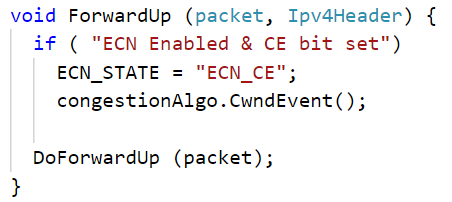 void ForwardUp (packet, Ipv4Header) {
if ( "ECN Enabled & CE bit set")
ECN_STATE = "ECN_CE";
congestionAlgo.CwndEvent();
DoForwardUp (packet);
}